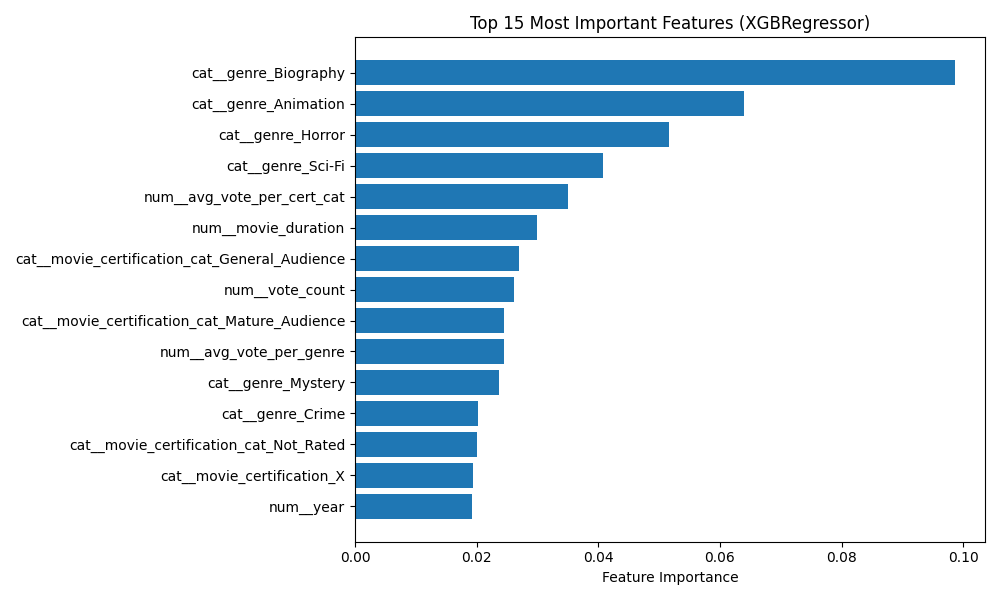 Top 15 Most Important Features (XGBRegressor)
cat__genre_Biography
cat__genre_Animation
cat__genre_Horror
cat__genre_Sci-Fi
num__avg_vote_per_cert_cat
num__movie_duration
cat__movie_certification_cat_General_Audience
num__vote_count
cat__movie_certification_cat_Mature_Audience
num__avg_vote_per_genre
cat__genre_Mystery
cat__genre_Crime
cat__movie_certification_cat_Not_Rated
cat__movie_certification_X
num__year
0.00 0.02 0.04 0.06 0.08 0.10
Feature Importance